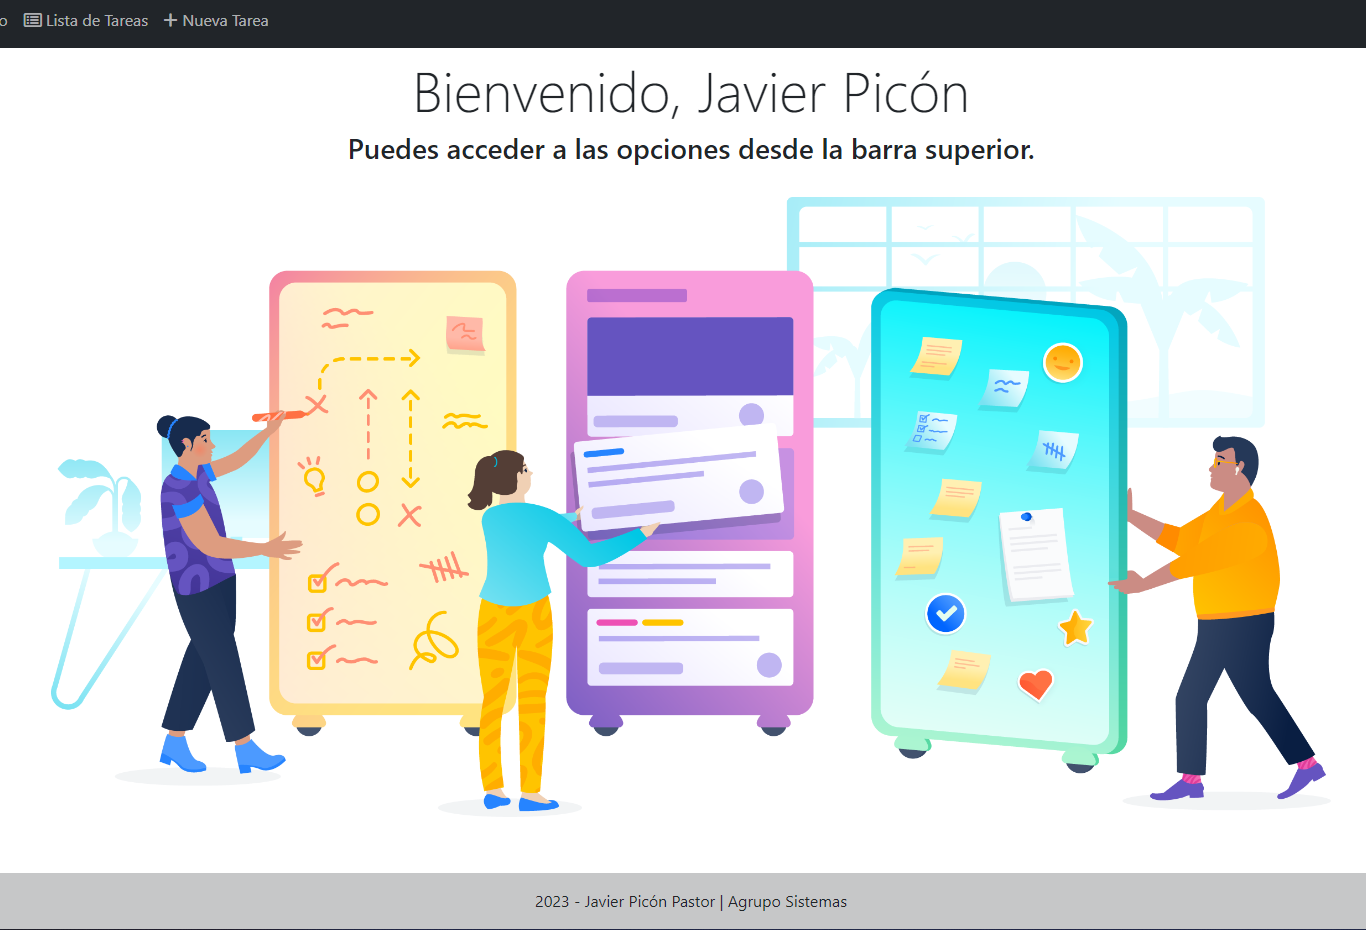 o Lista de Tareas Nueva Tarea
Bienvenido, Javier Picón
Puedes acceder a las opciones desde la barra superior.
2023 - Javier Picón Pastor | Agrupo Sistemas